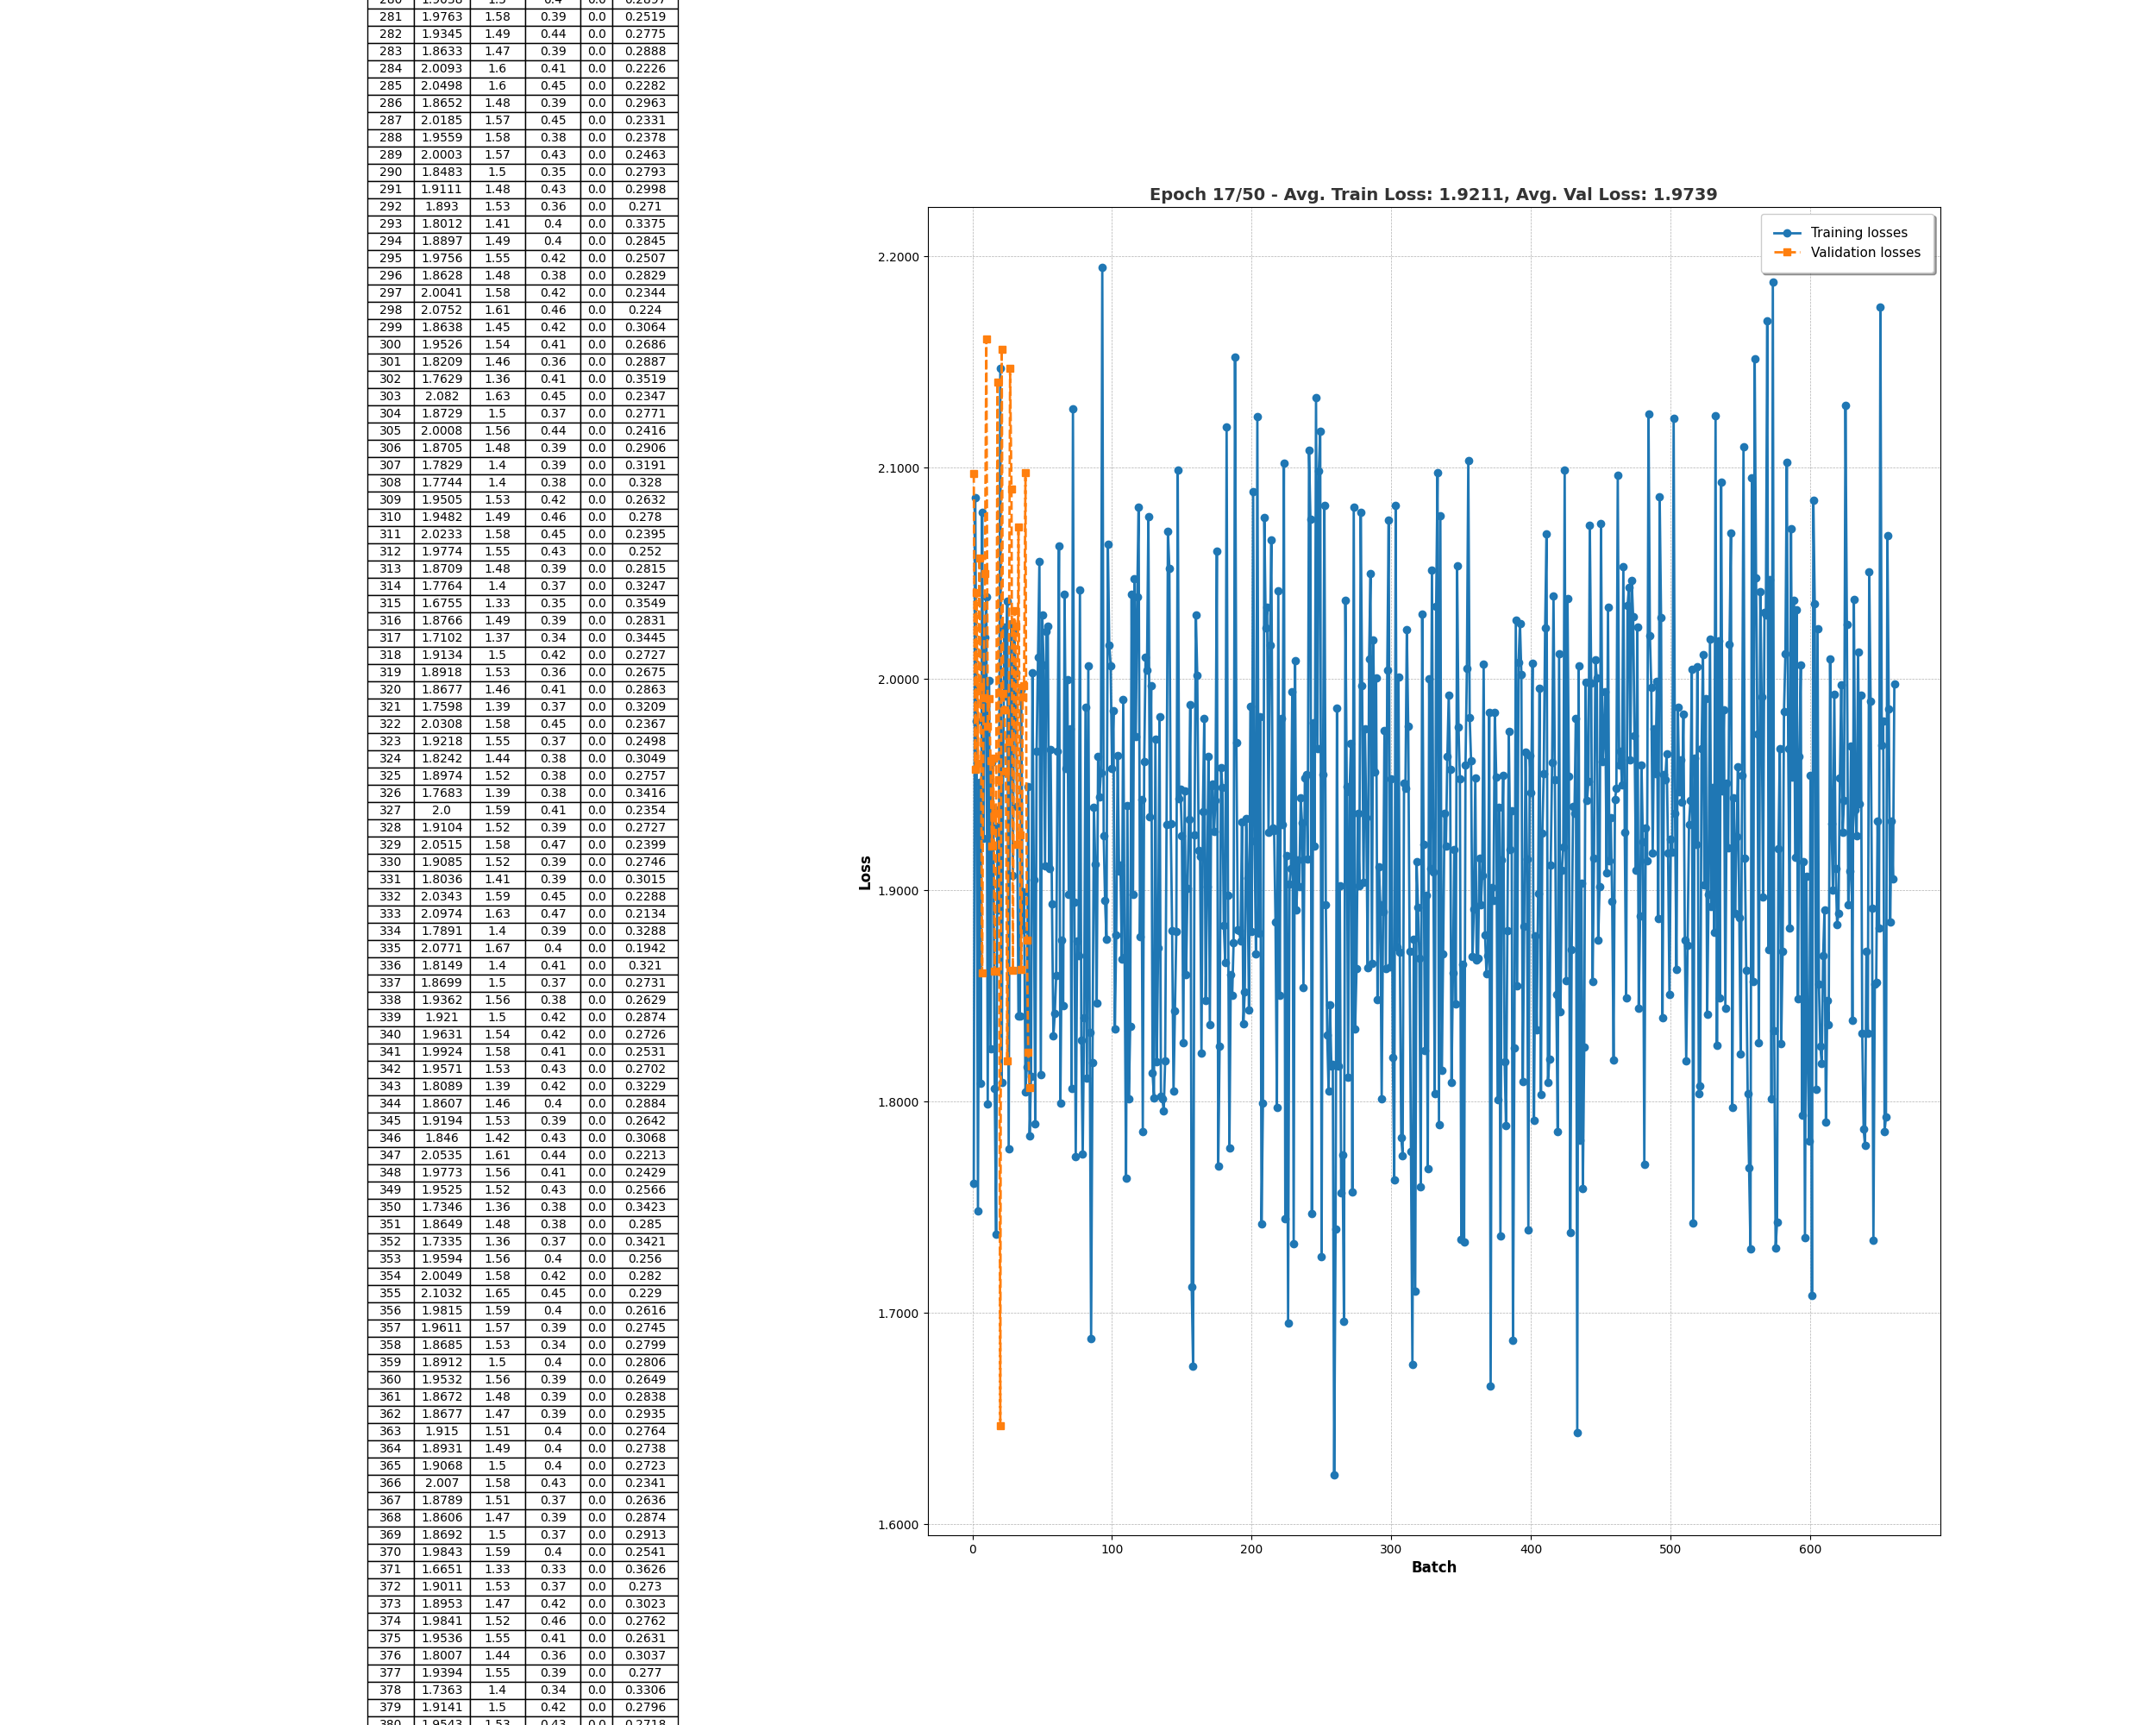 281 1.9763 1.58 0.39 0.0 0.2519
282 1.9345 1.49 0.44 0.0 0.2775
283 1.8633 1.47 0.39 0.0 0.2888
284 2.0093 1.6 0.41 0.0 0.2226
285 2.0498 1.6 0.45 0.0 0.2282
286 1.8652 1.48 0.39 0.0 0.2963
287 2.0185 1.57 0.45 0.0 0.2331
288 1.9559 1.58 0.38 0.0 0.2378
289 2.0003 1.57 0.43 0.0 0.2463
290 1.8483 1.5 0.35 0.0 0.2793
291 1.9111 1.48 0.43 0.0 0.2998
292 1.893 1.53 0.36 0.0 0.271
293 1.8012 1.41 0.4 0.0 0.3375
294 1.8897 1.49 0.4 0.0 0.2845
295 1.9756 1.55 0.42 0.0 0.2507
296 1.8628 1.48 0.38 0.0 0.2829
297 2.0041 1.58 0.42 0.0 0.2344
298 2.0752 1.61 0.46 0.0 0.224
299 1.8638 1.45 0.42 0.0 0.3064
300 1.9526 1.54 0.41 0.0 0.2686
301 1.8209 1.46 0.36 0.0 0.2887
302 1.7629 1.36 0.41 0.0 0.3519
303 2.082 1.63 0.45 0.0 0.2347
304 1.8729 1.5 0.37 0.0 0.2771
305 2.0008 1.56 0.44 0.0 0.2416
306 1.8705 1.48 0.39 0.0 0.2906
307 1.7829 1.4 0.39 0.0 0.3191
308 1.7744 1.4 0.38 0.0 0.328
309 1.9505 1.53 0.42 0.0 0.2632
310 1.9482 1.49 0.46 0.0 0.278
311 2.0233 1.58 0.45 0.0 0.2395
312 1.9774 1.55 0.43 0.0 0.252
313 1.8709 1.48 0.39 0.0 0.2815
314 1.7764 1.4 0.37 0.0 0.3247
315 1.6755 1.33 0.35 0.0 0.3549
316 1.8766 1.49 0.39 0.0 0.2831
317 1.7102 1.37 0.34 0.0 0.3445
318 1.9134 1.5 0.42 0.0 0.2727
319 1.8918 1.53 0.36 0.0 0.2675
320 1.8677 1.46 0.41 0.0 0.2863
321 1.7598 1.39 0.37 0.0 0.3209
322 2.0308 1.58 0.45 0.0 0.2367
323 1.9218 1.55 0.37 0.0 0.2498
324 1.8242 1.44 0.38 0.0 0.3049
325 1.8974 1.52 0.38 0.0 0.2757
326 1.7683 1.39 0.38 0.0 0.3416
327 2.0 1.59 0.41 0.0 0.2354
328 1.9104 1.52 0.39 0.0 0.2727
329 2.0515 1.58 0.47 0.0 0.2399
330 1.9085 1.52 0.39 0.0 0.2746
331 1.8036 1.41 0.39 0.0 0.3015
332 2.0343 1.59 0.45 0.0 0.2288
333 2.0974 1.63 0.47 0.0 0.2134
334 1.7891 1.4 0.39 0.0 0.3288
335 2.0771 1.67 0.4 0.0 0.1942
336 1.8149 1.4 0.41 0.0 0.321
337 1.8699 1.5 0.37 0.0 0.2731
338 1.9362 1.56 0.38 0.0 0.2629
339 1.921 1.5 0.42 0.0 0.2874
340 1.9631 1.54 0.42 0.0 0.2726
341 1.9924 1.58 0.41 0.0 0.2531
342 1.9571 1.53 0.43 0.0 0.2702
343 1.8089 1.39 0.42 0.0 0.3229
344 1.8607 1.46 0.4 0.0 0.2884
345 1.9194 1.53 0.39 0.0 0.2642
346 1.846 1.42 0.43 0.0 0.3068
347 2.0535 1.61 0.44 0.0 0.2213
348 1.9773 1.56 0.41 0.0 0.2429
349 1.9525 1.52 0.43 0.0 0.2566
350 1.7346 1.36 0.38 0.0 0.3423
351 1.8649 1.48 0.38 0.0 0.285
352 1.7335 1.36 0.37 0.0 0.3421
353 1.9594 1.56 0.4 0.0 0.256
354 2.0049 1.58 0.42 0.0 0.282
355 2.1032 1.65 0.45 0.0 0.229
356 1.9815 1.59 0.4 0.0 0.2616
357 1.9611 1.57 0.39 0.0 0.2745
358 1.8685 1.53 0.34 0.0 0.2799
359 1.8912 1.5 0.4 0.0 0.2806
360 1.9532 1.56 0.39 0.0 0.2649
361 1.8672 1.48 0.39 0.0 0.2838
362 1.8677 1.47 0.39 0.0 0.2935
363 1.915 1.51 0.4 0.0 0.2764
364 1.8931 1.49 0.4 0.0 0.2738
365 1.9068 1.5 0.4 0.0 0.2723
366 2.007 1.58 0.43 0.0 0.2341
367 1.8789 1.51 0.37 0.0 0.2636
368 1.8606 1.47 0.39 0.0 0.2874
369 1.8692 1.5 0.37 0.0 0.2913
370 1.9843 1.59 0.4 0.0 0.2541
371 1.6651 1.33 0.33 0.0 0.3626
372 1.9011 1.53 0.37 0.0 0.273
373 1.8953 1.47 0.42 0.0 0.3023
374 1.9841 1.52 0.46 0.0 0.2762
375 1.9536 1.55 0.41 0.0 0.2631
376 1.8007 1.44 0.36 0.0 0.3037
377 1.9394 1.55 0.39 0.0 0.277
378 1.7363 1.4 0.34 0.0 0.3306
379 1.9141 1.5 0.42 0.0 0.2796
380 1.9543 1.53 0.43 0.0 0.2718
Epoch 17/50 - Avg. Train Loss: 1.9211, Avg. Val Loss: 1.9739
Training losses
Validation losses
2.2000
2.1000
2.0000
1.9000
1.8000
1.7000
1.6000
Loss
0 100 200 300 400 500 600
Batch